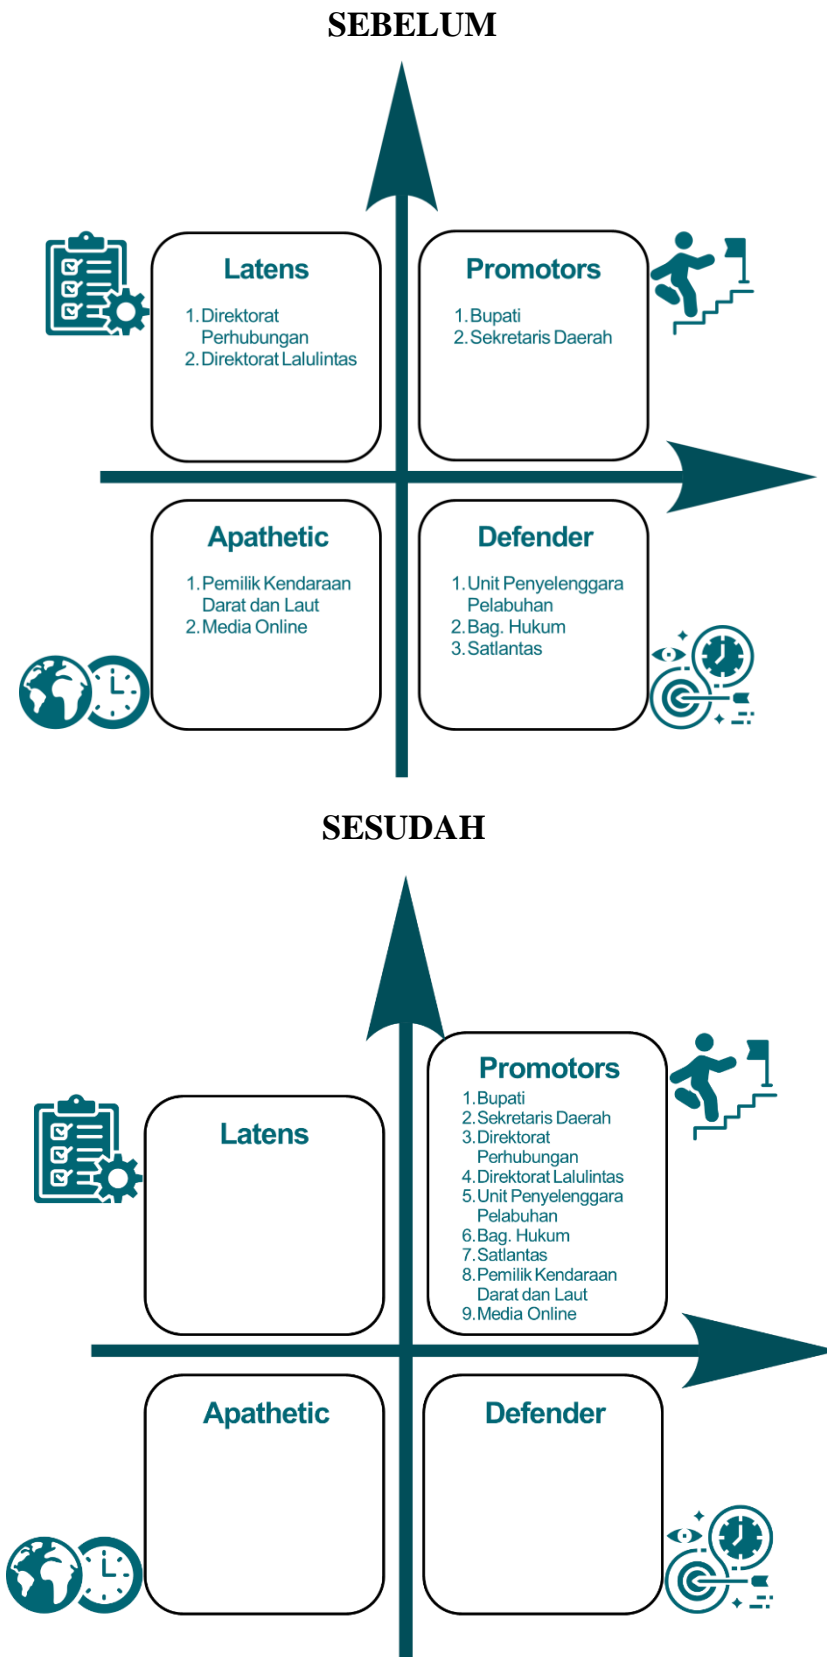 SEBELUM
Latens
1. Direktorat
Perhubungan
2. Direktorat Lalulintas
Promotors
1. Bupati
2. Sekretaris Daerah
Apathetic
1. Pemilik Kendaraan
Darat dan Laut
2. Media Online
Defender
1. Unit Penyelenggara
Pelabuhan
2. Bag. Hukum
3. Satlantas
SESUDAH
Latens
Promotors
1. Bupati
2. Sekretaris Daerah
3. Direktorat
Perhubungan
4. Direktorat Lalulintas
5. Unit Penyelenggara
Pelabuhan
6. Bag. Hukum
7. Satlantas
8. Pemilik Kendaraan
Darat dan Laut
9. Media Online
Apathetic
Defender